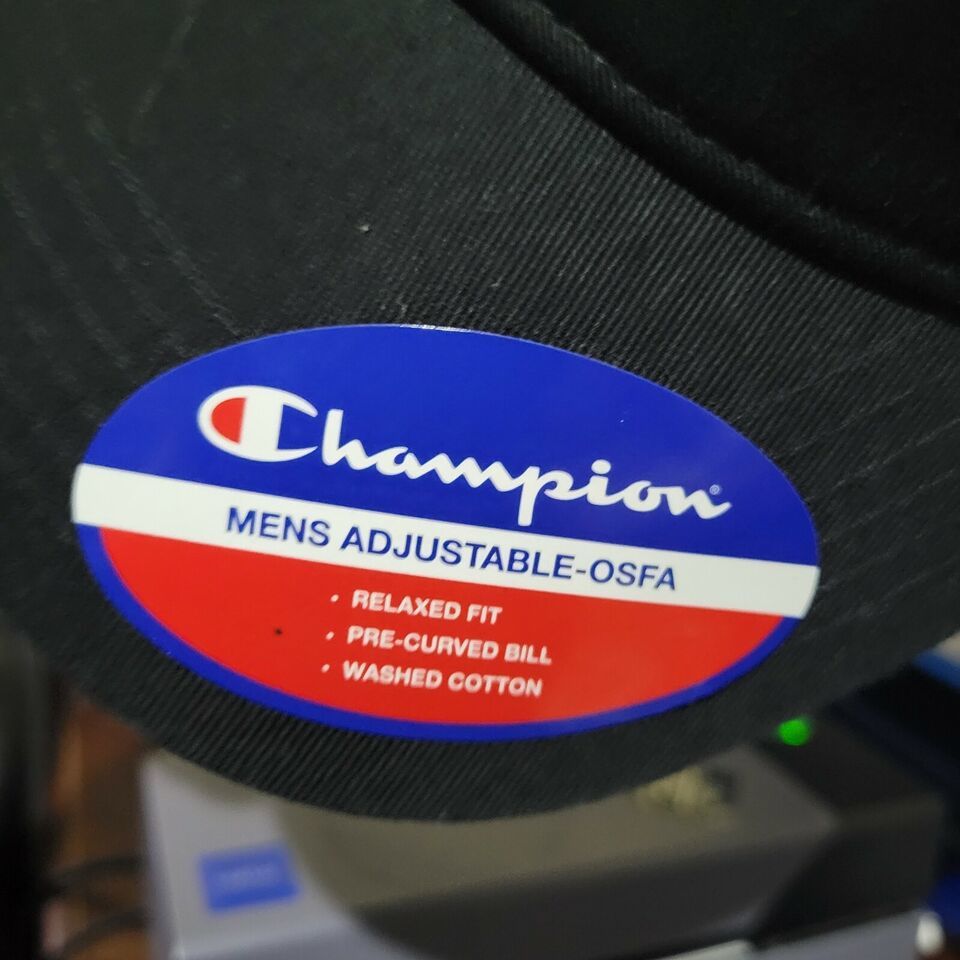 Champion®
MENS ADJUSTABLE-OSFA
• RELAXED FIT
• PRE-CURVED BILL
• WASHED COTTON